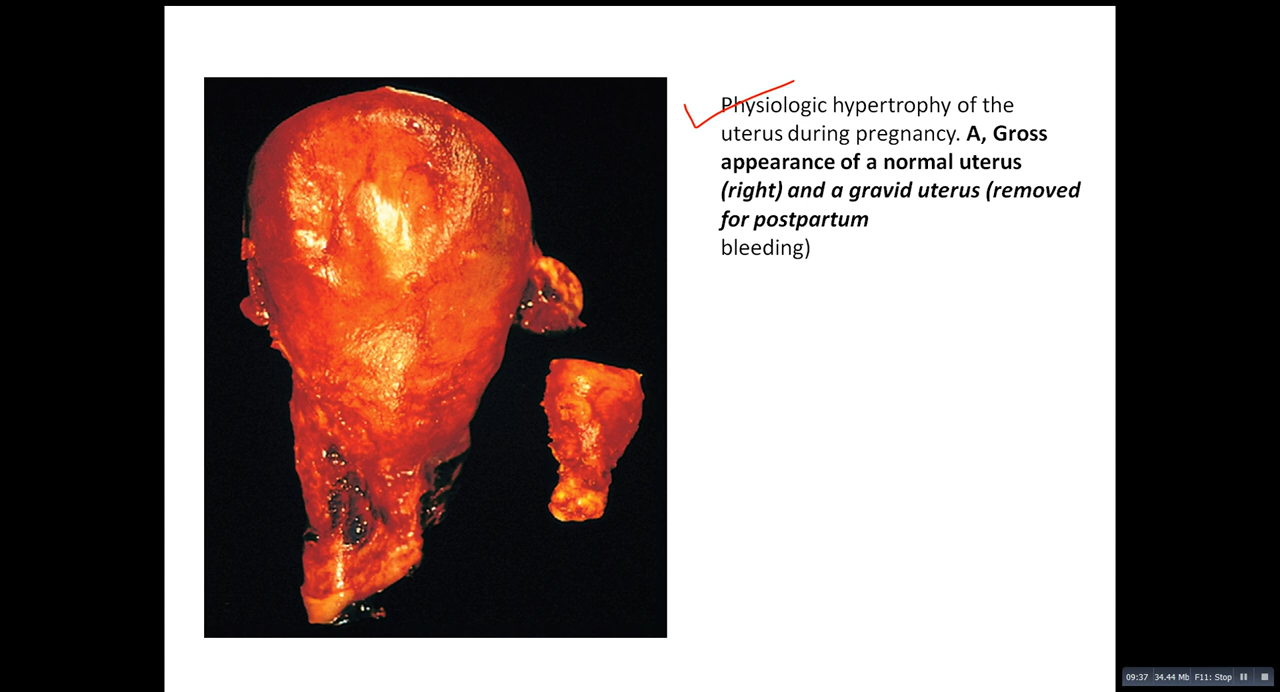 Physiologic hypertrophy of the
uterus during pregnancy. A, Gross
appearance of a normal uterus
(right) and a gravid uterus (removed
for postpartum
bleeding)
09:37 34.44 Mb F11: Stop